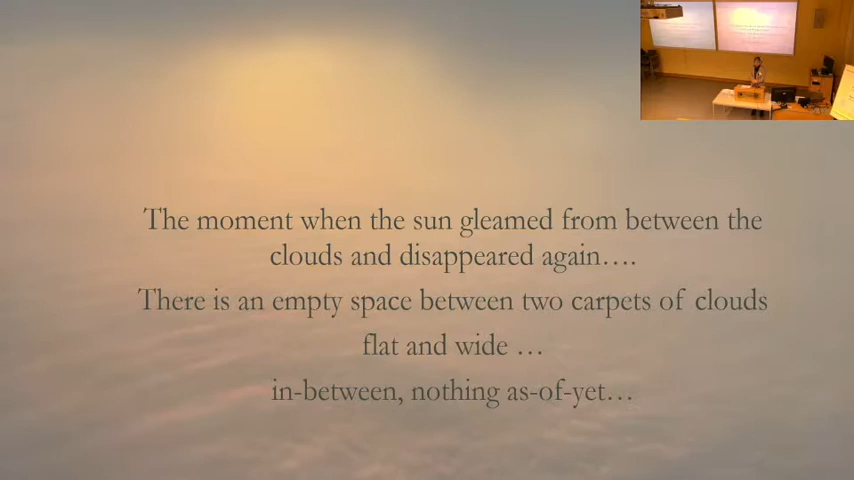 The moment when the sun gleamed from between the
clouds and disappeared again….
There is an empty space between two carpets of clouds
flat and wide …
in-between, nothing as-of-yet…